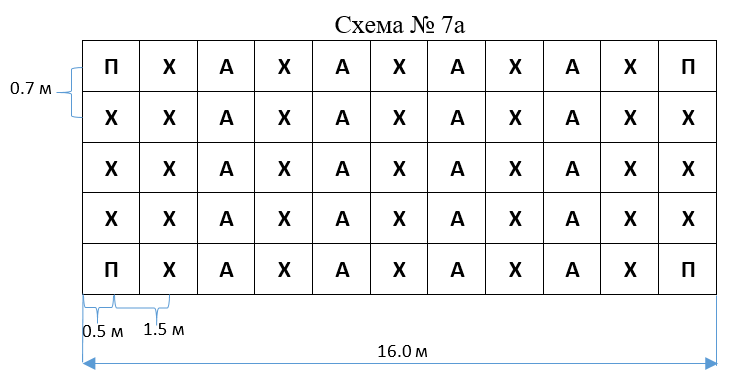 Схема № 7а
П Х А Х А Х А Х А Х П
0.7 м
Х Х А Х А Х А Х А Х Х
Х Х А Х А Х А Х А Х Х
Х Х А Х А Х А Х А Х Х
П Х А Х А Х А Х А Х П
0.5 м 1.5 м
16.0 м